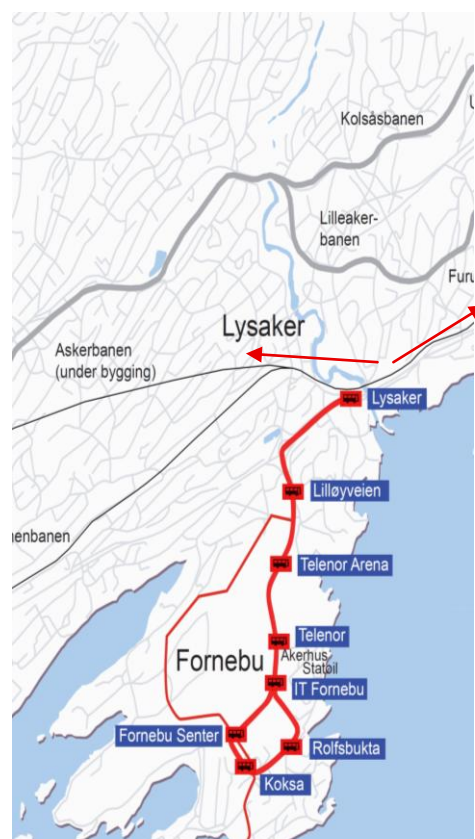 Kolsåsbanen
U
Lilleaker-
banen
Furu
Lysaker
Askerbanen
(under bygging)
Lysaker
Lilløyveien
nenbanen
Telenor Arena
Telenor
Akerhus
Statoil
Fornebu
IT Fornebu
Fornebu Senter
Rolfsbukta
Koksa